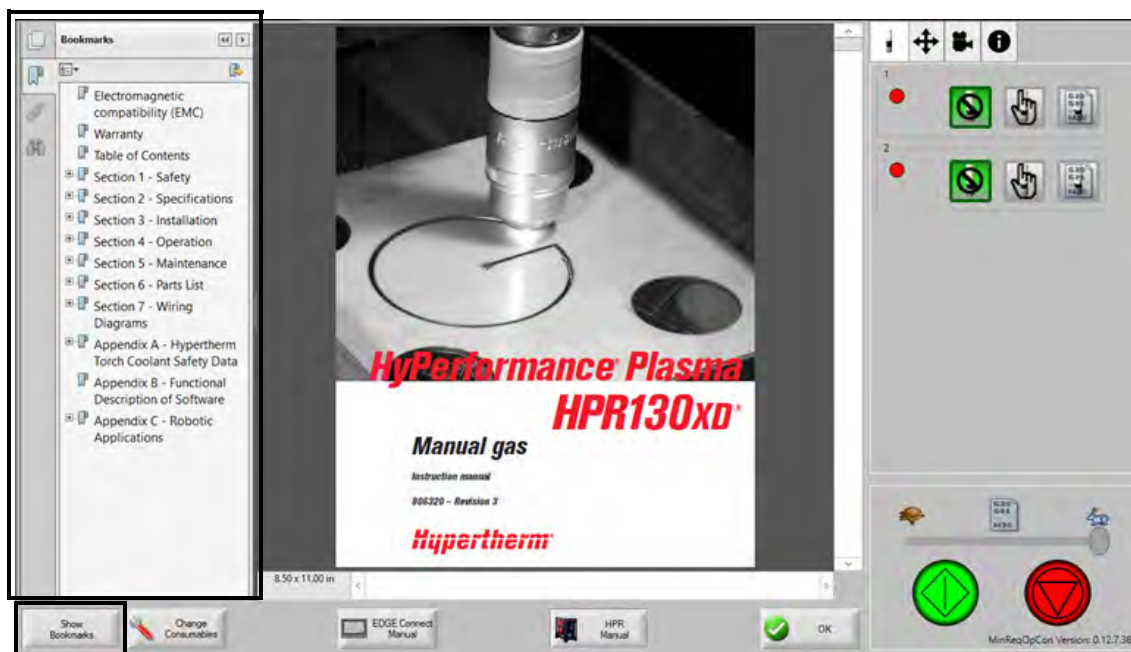 Bookmarks
Electromagnetic
compatibility (EMC)
Warranty
Table of Contents
Section 1 - Safety
Section 2 - Specifications
Section 3 - Installation
Section 4 - Operation
Section 5 - Maintenance
Section 6 - Parts List
Section 7 - Wiring
Diagrams
Appendix A - Hypertherm
Torch Coolant Safety Data
Appendix B - Functional
Description of Software
Appendix C - Robotic
Applications
HyPerformance® Plasma
HPR130XD®
Manual gas
Instruction manual
806320 – Revision 3
Hypertherm®
8.50 x 11.00 in
1
2
Show
Bookmarks
Change
Consumables
EDGE Connect
Manual
HPR
Manual
OK
MinReqOpCon Version: 0.12.7.36